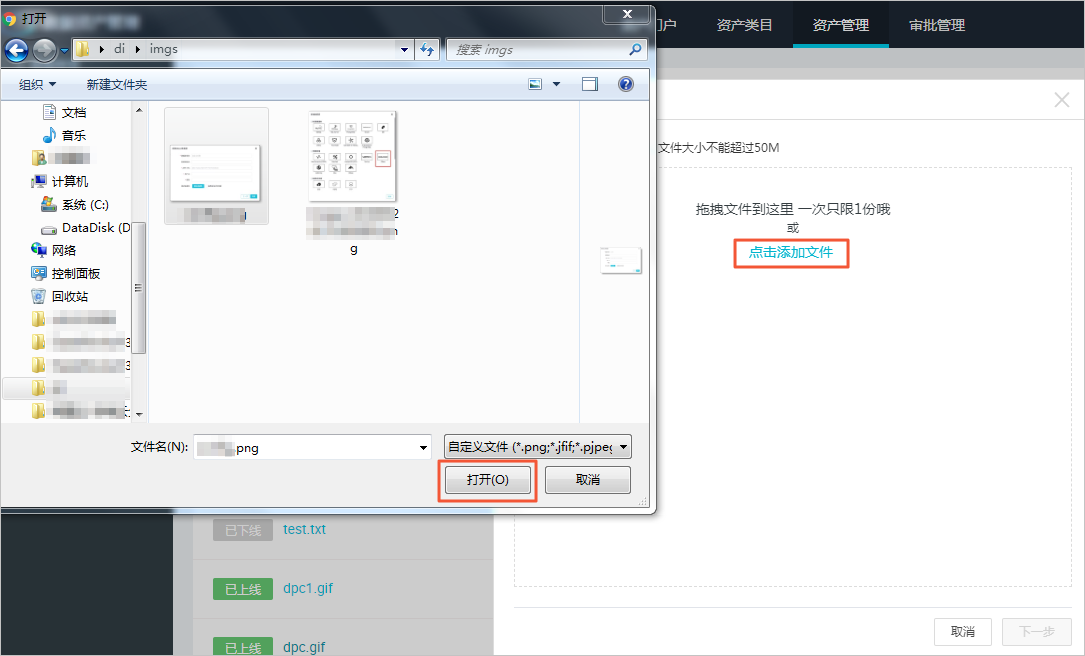 打开
门户
资产类目
资产管理
审批管理
di
imgs
搜索 imgs
组织
新建文件夹
文档
音乐
计算机
系统 (C:)
DataDisk (D
网络
控制面板
回收站
文件名(N):
.png
自定义文件 (*.png;*.jfif;*.pjpeg
打开(O)
取消
文件大小不能超过50M
拖拽文件到这里 一次只限1份哦
或
点击添加文件
已下线
test.txt
已上线
dpc1.gif
已上线
dpc.gif
取消
下一步